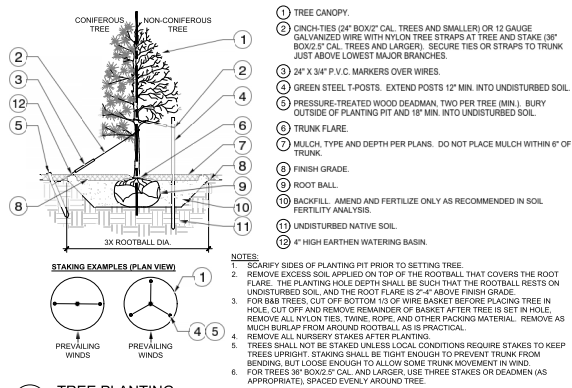 CONIFEROUS TREE
NON-CONIFEROUS TREE
1
2
2
3
4
12
5
6
7
8
9
8
10
11
3X ROOTBALL DIA.
STAKING EXAMPLES (PLAN VIEW)
1
4 5
PREVAILING WINDS
PREVAILING WINDS
TREE PLANTING
1 TREE CANOPY.
2 CINCH-TIES (24" BOX/2" CAL. TREES AND SMALLER) OR 12 GAUGE
GALVANIZED WIRE WITH NYLON TREE STRAPS AT TREE AND STAKE (36"
BOX/2.5" CAL. TREES AND LARGER). SECURE TIES OR STRAPS TO TRUNK
JUST ABOVE LOWEST MAJOR BRANCHES.
3 24" X 3/4" P.V.C. MARKERS OVER WIRES.
4 GREEN STEEL T-POSTS. EXTEND POSTS 12" MIN. INTO UNDISTURBED SOIL.
5 PRESSURE-TREATED WOOD DEADMAN, TWO PER TREE (MIN.). BURY
OUTSIDE OF PLANTING PIT AND 18" MIN. INTO UNDISTURBED SOIL.
6 TRUNK FLARE.
7 MULCH, TYPE AND DEPTH PER PLANS. DO NOT PLACE MULCH WITHIN 6" OF
TRUNK.
8 FINISH GRADE.
9 ROOT BALL.
10 BACKFILL. AMEND AND FERTILIZE ONLY AS RECOMMENDED IN SOIL
FERTILITY ANALYSIS.
11 UNDISTURBED NATIVE SOIL.
12 4" HIGH EARTHEN WATERING BASIN.
NOTES:
1. SCARIFY SIDES OF PLANTING PIT PRIOR TO SETTING TREE.
2. REMOVE EXCESS SOIL APPLIED ON TOP OF THE ROOTBALL THAT COVERS THE ROOT
FLARE. THE PLANTING HOLE DEPTH SHALL BE SUCH THAT THE ROOTBALL RESTS ON
UNDISTURBED SOIL, AND THE ROOT FLARE IS 2"-4" ABOVE FINISH GRADE.
3. FOR B&B TREES, CUT OFF BOTTOM 1/3 OF WIRE BASKET BEFORE PLACING TREE IN
HOLE, CUT OFF AND REMOVE REMAINDER OF BASKET AFTER TREE IS SET IN HOLE,
REMOVE ALL NYLON TIES, TWINE, ROPE, AND OTHER PACKING MATERIAL. REMOVE AS
MUCH BURLAP FROM AROUND ROOTBALL AS IS PRACTICAL.
4. REMOVE ALL NURSERY STAKES AFTER PLANTING.
5. TREES SHALL NOT BE STAKED UNLESS LOCAL CONDITIONS REQUIRE STAKES TO KEEP
TREES UPRIGHT. STAKING SHALL BE TIGHT ENOUGH TO PREVENT TRUNK FROM
BENDING, BUT LOOSE ENOUGH TO ALLOW SOME TRUNK MOVEMENT IN WIND.
6. FOR TREES 36" BOX/2.5" CAL. AND LARGER, USE THREE STAKES OR DEADMEN (AS
APPROPRIATE), SPACED EVENLY AROUND TREE.